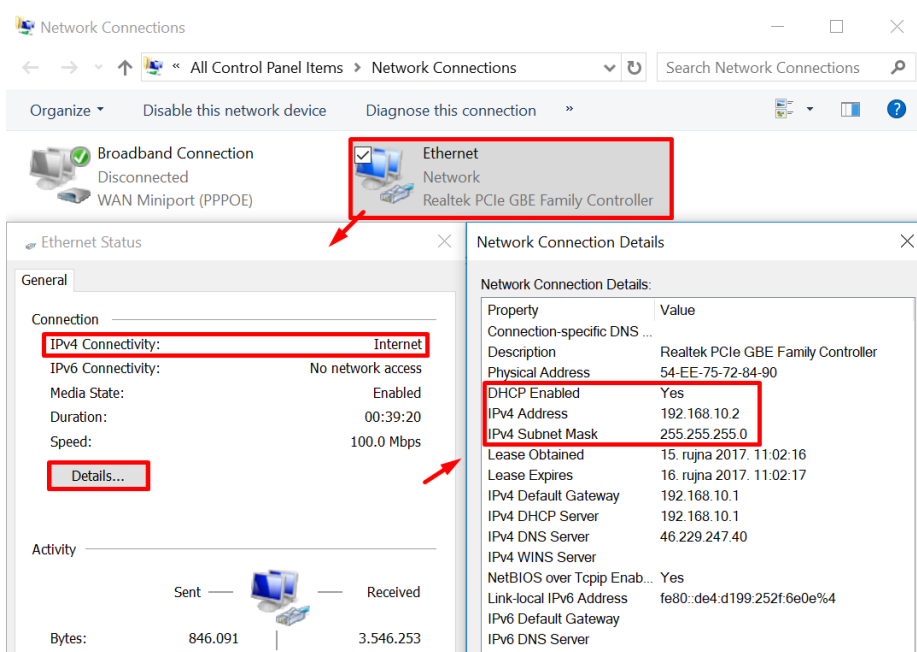 Network Connections
« All Control Panel Items > Network Connections
Search Network Connections
Organize Disable this network device Diagnose this connection »
Broadband Connection
Disconnected
WAN Miniport (PPPOE)
Ethernet
Network
Realtek PCIe GBE Family Controller
Ethernet Status
General
Connection
IPv4 Connectivity: Internet
IPv6 Connectivity: No network access
Media State: Enabled
Duration: 00:39:20
Speed: 100.0 Mbps
Details...
Activity
Sent Received
Bytes: 846.091 3.546.253
Network Connection Details
Network Connection Details:
Property Value
Connection-specific DNS ...
Description Realtek PCIe GBE Family Controller
Physical Address 54-EE-75-72-84-90
DHCP Enabled Yes
IPv4 Address 192.168.10.2
IPv4 Subnet Mask 255.255.255.0
Lease Obtained 15. rujna 2017. 11:02:16
Lease Expires 16. rujna 2017. 11:02:17
IPv4 Default Gateway 192.168.10.1
IPv4 DHCP Server 192.168.10.1
IPv4 DNS Server 46.229.247.40
IPv4 WINS Server
NetBIOS over Tcpip Enab... Yes
Link-local IPv6 Address fe80::de4:d199:252f:6e0e%4
IPv6 Default Gateway
IPv6 DNS Server